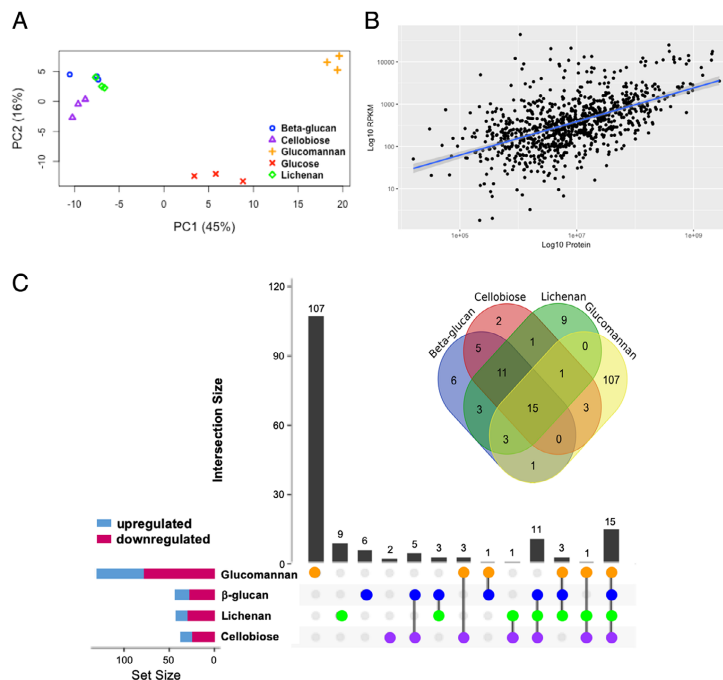 A
PC2 (16%)
5
0
-5
-10
-10
-5
0
5
10
15
20
PC1 (45%)
Beta-glucan
Cellobiose
Glucomannan
Glucose
Lichenan
B
Log10 RPKM
10000
1000
100
10
1e+05
1e+07
1e+09
Log10 Protein
C
Intersection Size
120
90
60
30
0
107
9
6
2
5
3
3
1
1
11
3
1
15
Beta-glucan
Cellobiose
Lichenan
Glucomannan
2
9
5
1
0
6
11
1
107
3
15
3
3
0
1
upregulated
downregulated
Glucomannan
β-glucan
Lichenan
Cellobiose
100
50
0
Set Size